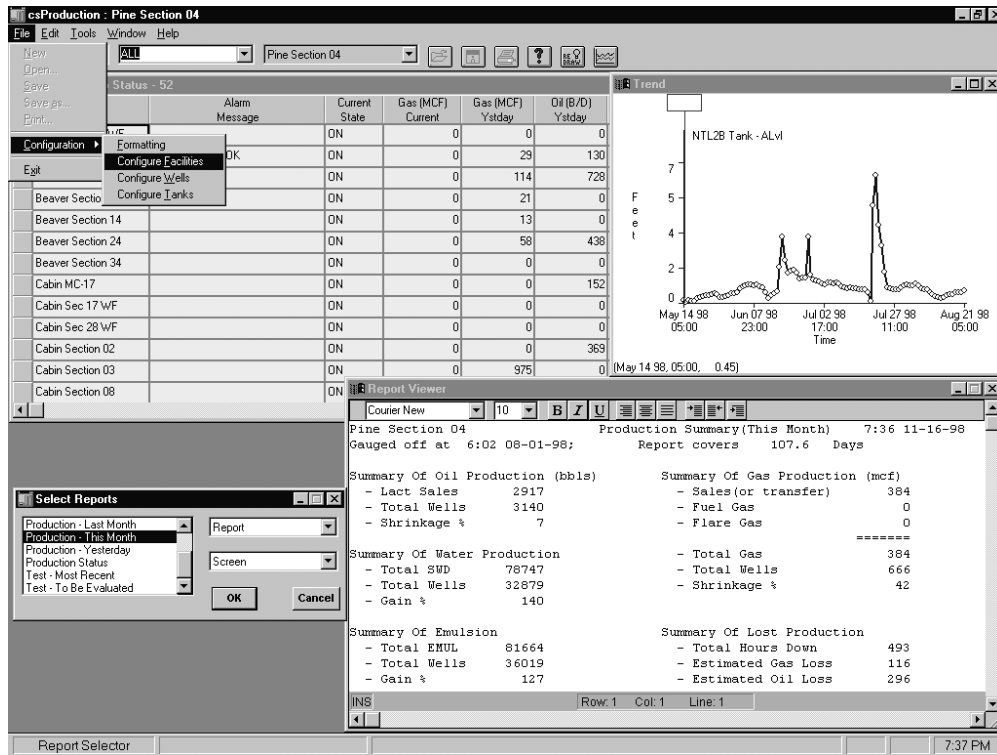 csProduction : Pine Section 04
File Edit Tools Window Help
New
Open...
Save
Save as...
Print...
Configuration
Exit
Formatting
Configure Facilities
Configure Wells
Configure Tanks
ALL
Pine Section 04
?
RE DRAW
Status - 52
Alarm Message Current State Gas (MCF) Current Gas (MCF) Ystday Oil (B/D) Ystday
WF ON 0 0 0
OK ON 0 29 130
ON 0 114 728
Beaver Sectio ON 0 21 0
Beaver Section 14 ON 0 13 0
Beaver Section 24 ON 0 58 438
Beaver Section 34 ON 0 0 0
Cabin MC-17 ON 0 0 152
Cabin Sec 17 WF ON 0 0 0
Cabin Sec 28 WF ON 0 0 0
Cabin Section 02 ON 0 0 369
Cabin Section 03 ON 0 975 0
Cabin Section 08 ON
Trend
NTL2B Tank - ALvl
Feet
7
5
4
2
0
May 14 98 Jun 07 98 Jul 02 98 Jul 27 98 Aug 21 98
05:00 23:00 17:00 11:00 05:00
Time
(May 14 98, 05:00, 0.45)
Report Viewer
Courier New 10 B I U
Pine Section 04 Production Summary(This Month) 7:36 11-16-98
Gauged off at 6:02 08-01-98; Report covers 107.6 Days
Summary Of Oil Production (bbls) Summary Of Gas Production (mcf)
- Lact Sales 2917 - Sales(or transfer) 384
- Total Wells 3140 - Fuel Gas 0
- Shrinkage % 7 - Flare Gas 0
=======
Summary Of Water Production - Total Gas 384
- Total SWD 78747 - Total Wells 666
- Total Wells 32879 - Shrinkage % 42
- Gain % 140
Summary Of Emulsion Summary Of Lost Production
- Total EMUL 81664 - Total Hours Down 493
- Total Wells 36019 - Estimated Gas Loss 116
- Gain % 127 - Estimated Oil Loss 296
INS Row: 1 Col: 1 Line: 1
Select Reports
Production - Last Month
Production - This Month
Production - Yesterday
Production Status
Test - Most Recent
Test - To Be Evaluated
Report
Screen
OK Cancel
Report Selector 7:37 PM